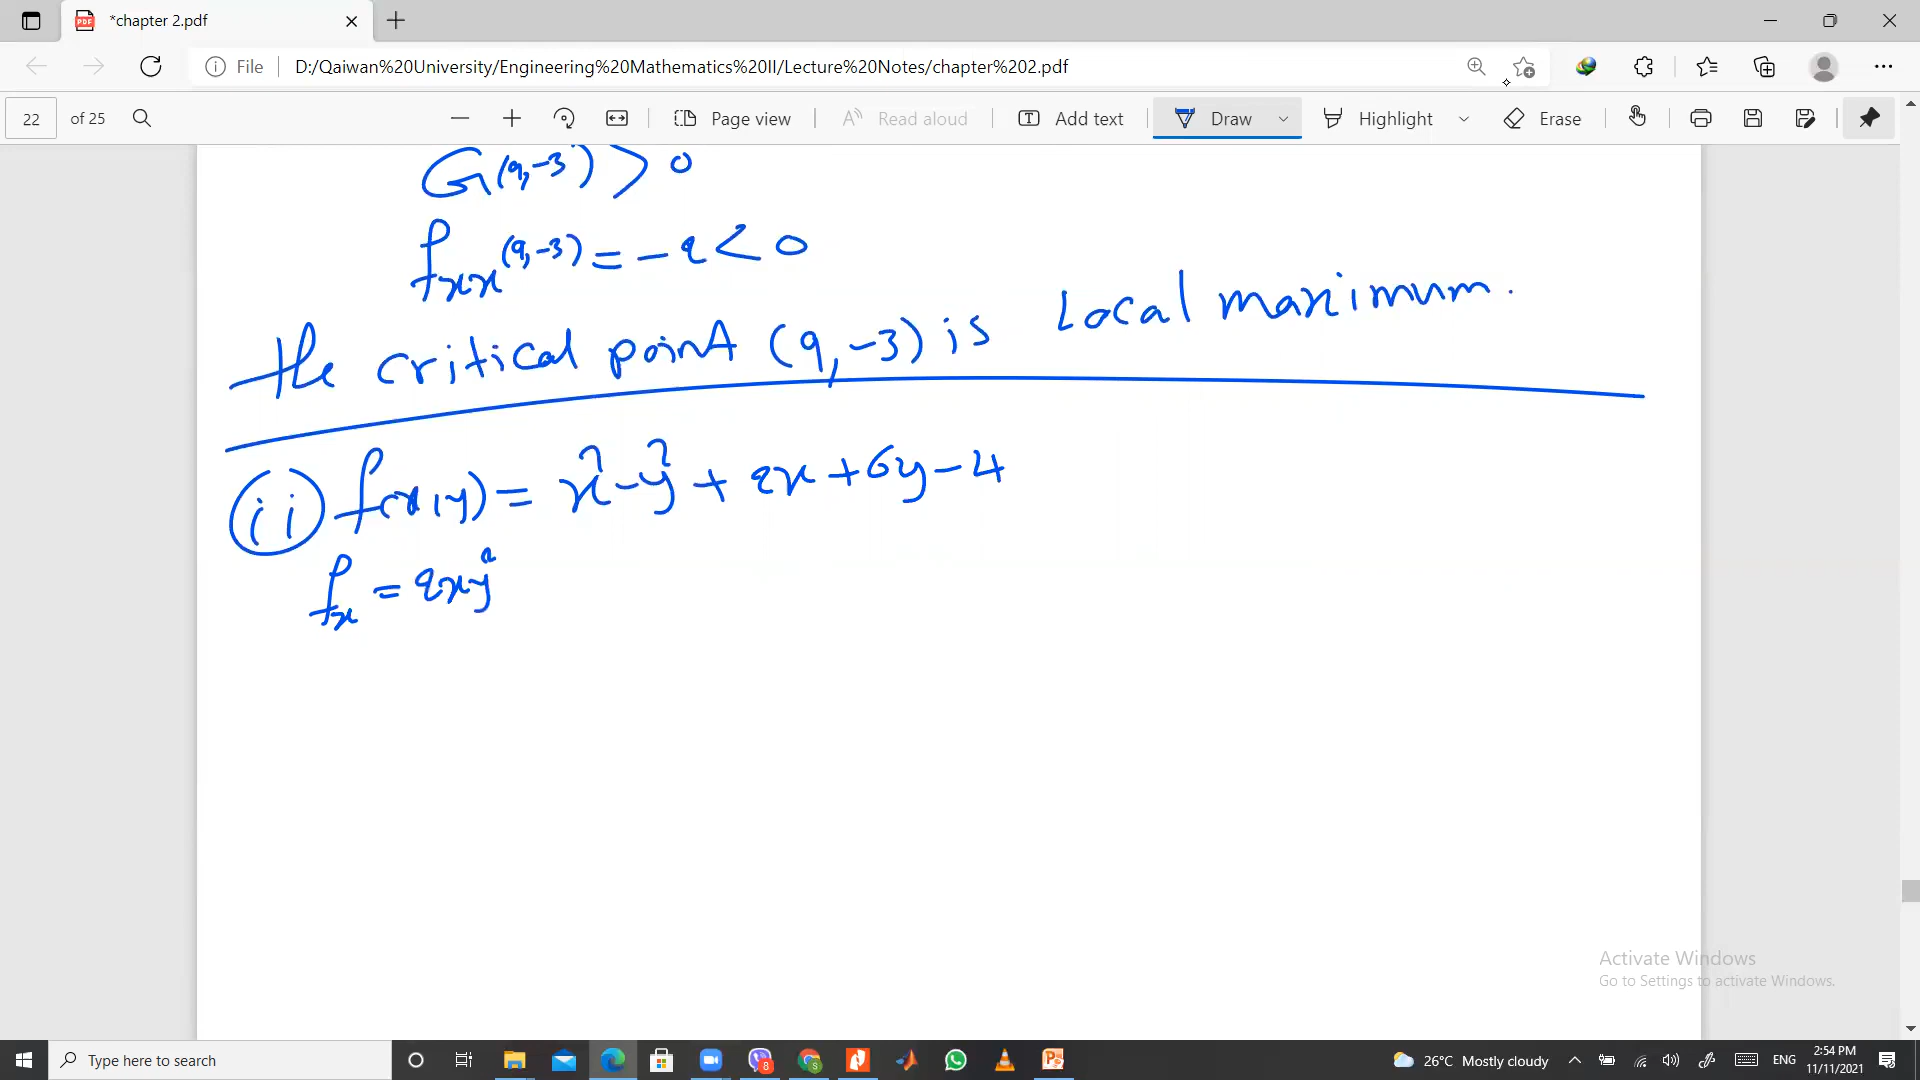 *chapter 2.pdf
File D:/Qaiwan%20University/Engineering%20Mathematics%20II/Lecture%20Notes/chapter%202.pdf
22 of 25 Page view Read aloud Add text Draw Highlight Erase
G(9,-3) > 0
fxx(9,-3) = -2 < 0
the critical point (9,-3) is Local maximum.
(ii) f(x,y) = x²-y²+2x+6y-4
fx = 2xy²
Activate Windows
Go to Settings to activate Windows.
Type here to search
8
26°C Mostly cloudy
ENG
2:54 PM
11/11/2021